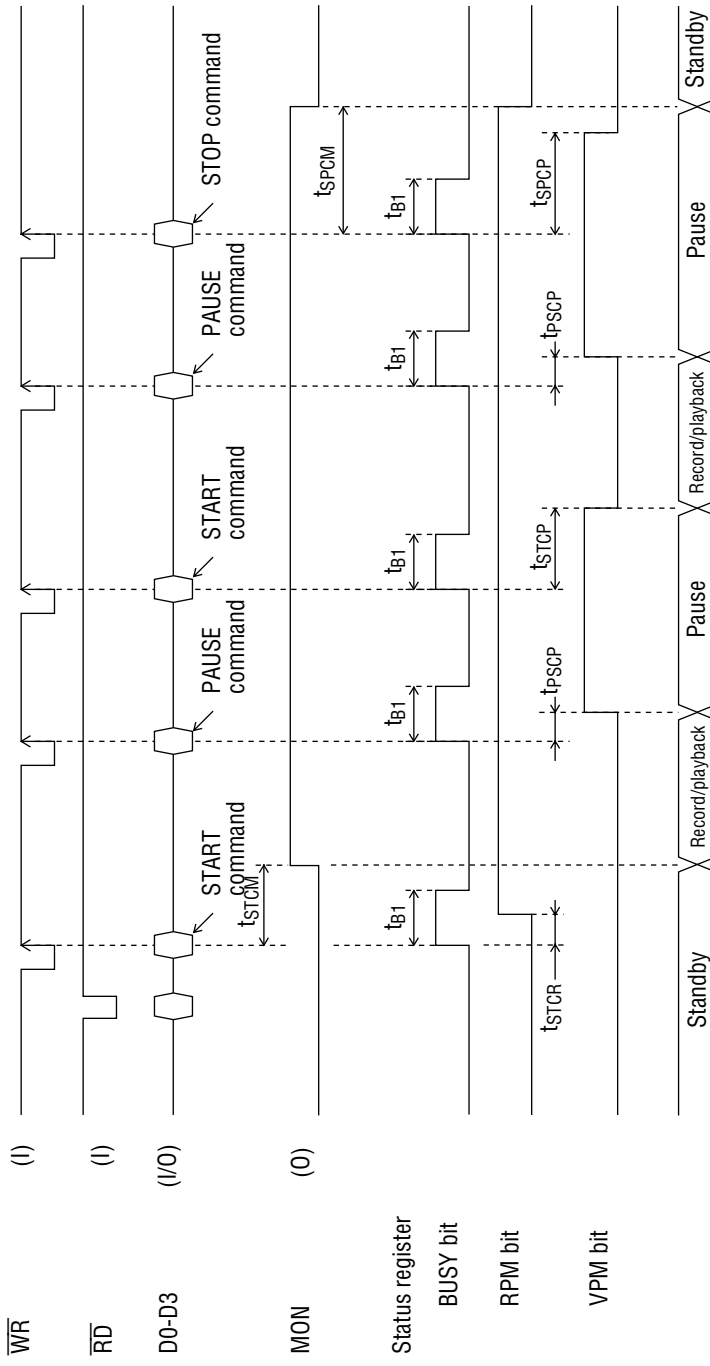 W̅R̅ (I)
R̅D̅ (I)
D0-D3 (I/O)
START
command
PAUSE
command
START
command
PAUSE
command
STOP command
MON (O)
tSTCM
tSPCM
Status register
BUSY bit
tB1
tB1
tB1
tB1
tB1
RPM bit
tSTCR
VPM bit
tPSCP
tSTCP
tPSCP
tSPCP
Standby
Record/playback
Pause
Record/playback
Pause
Standby